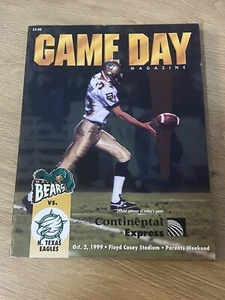 $3.00
GAME DAY
MAGAZINE
BEARS
vs.
N. TEXAS
EAGLES
Official sponsor of today's game
Continental
Express
Oct. 2, 1999 • Floyd Casey Stadium • Parents Weekend